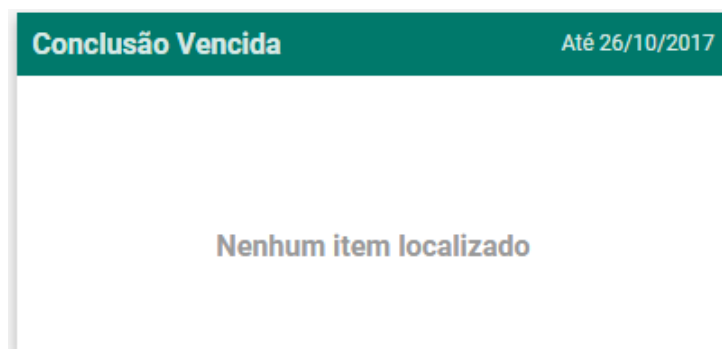 Conclusão Vencida Até 26/10/2017
Nenhum item localizado